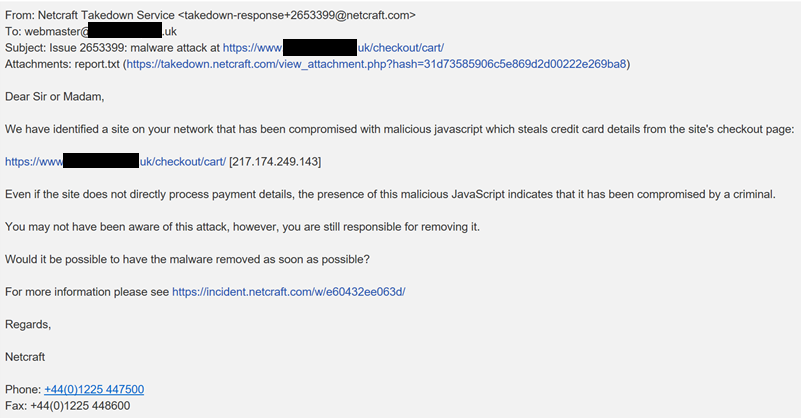 From: Netcraft Takedown Service <takedown-response+2653399@netcraft.com>
To: webmaster@ .uk
Subject: Issue 2653399: malware attack at https://www uk/checkout/cart/
Attachments: report.txt (https://takedown.netcraft.com/view_attachment.php?hash=31d73585906c5e869d2d00222e269ba8)
Dear Sir or Madam,
We have identified a site on your network that has been compromised with malicious javascript which steals credit card details from the site's checkout page:
https://www uk/checkout/cart/ [217.174.249.143]
Even if the site does not directly process payment details, the presence of this malicious JavaScript indicates that it has been compromised by a criminal.
You may not have been aware of this attack, however, you are still responsible for removing it.
Would it be possible to have the malware removed as soon as possible?
For more information please see https://incident.netcraft.com/w/e60432ee063d/
Regards,
Netcraft
Phone: +44(0)1225 447500
Fax: +44(0)1225 448600